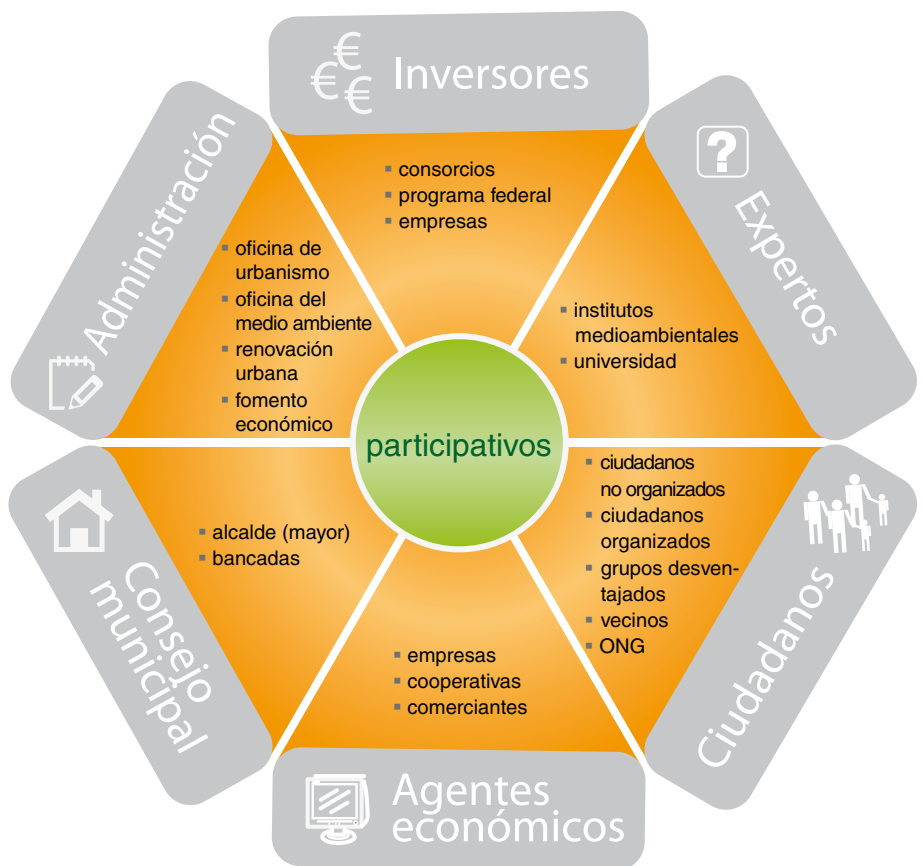 €€€ Inversores
▪ consorcios
▪ programa federal
▪ empresas
?
Expertos
▪ institutos
medioambientales
▪ universidad
Ciudadanos
▪ ciudadanos
no organizados
▪ ciudadanos
organizados
▪ grupos desven-
tajados
▪ vecinos
▪ ONG
Agentes
económicos
▪ empresas
▪ cooperativas
▪ comerciantes
Consejo
municipal
▪ alcalde (mayor)
▪ bancadas
Administración
▪ oficina de
urbanismo
▪ oficina del
medio ambiente
▪ renovación
urbana
▪ fomento
económico
participativos